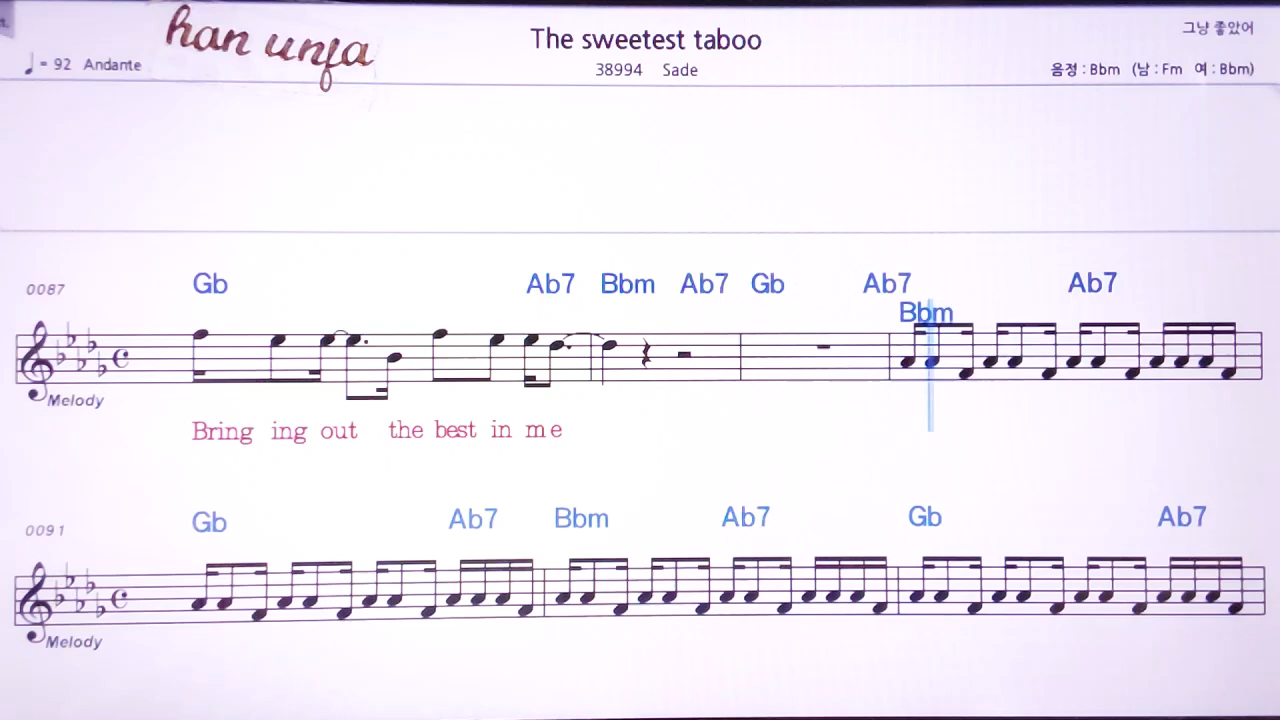 han unja
The sweetest taboo
그냥 좋았어
♩ = 92 Andante
38994 Sade
음정 : Bbm (남 : Fm 여 : Bbm)
0087
Gb Ab7 Bbm Ab7 Gb Ab7 Bbm Ab7
Melody
Bring ing out the best in me
0091
Gb Ab7 Bbm Ab7 Gb Ab7
Melody